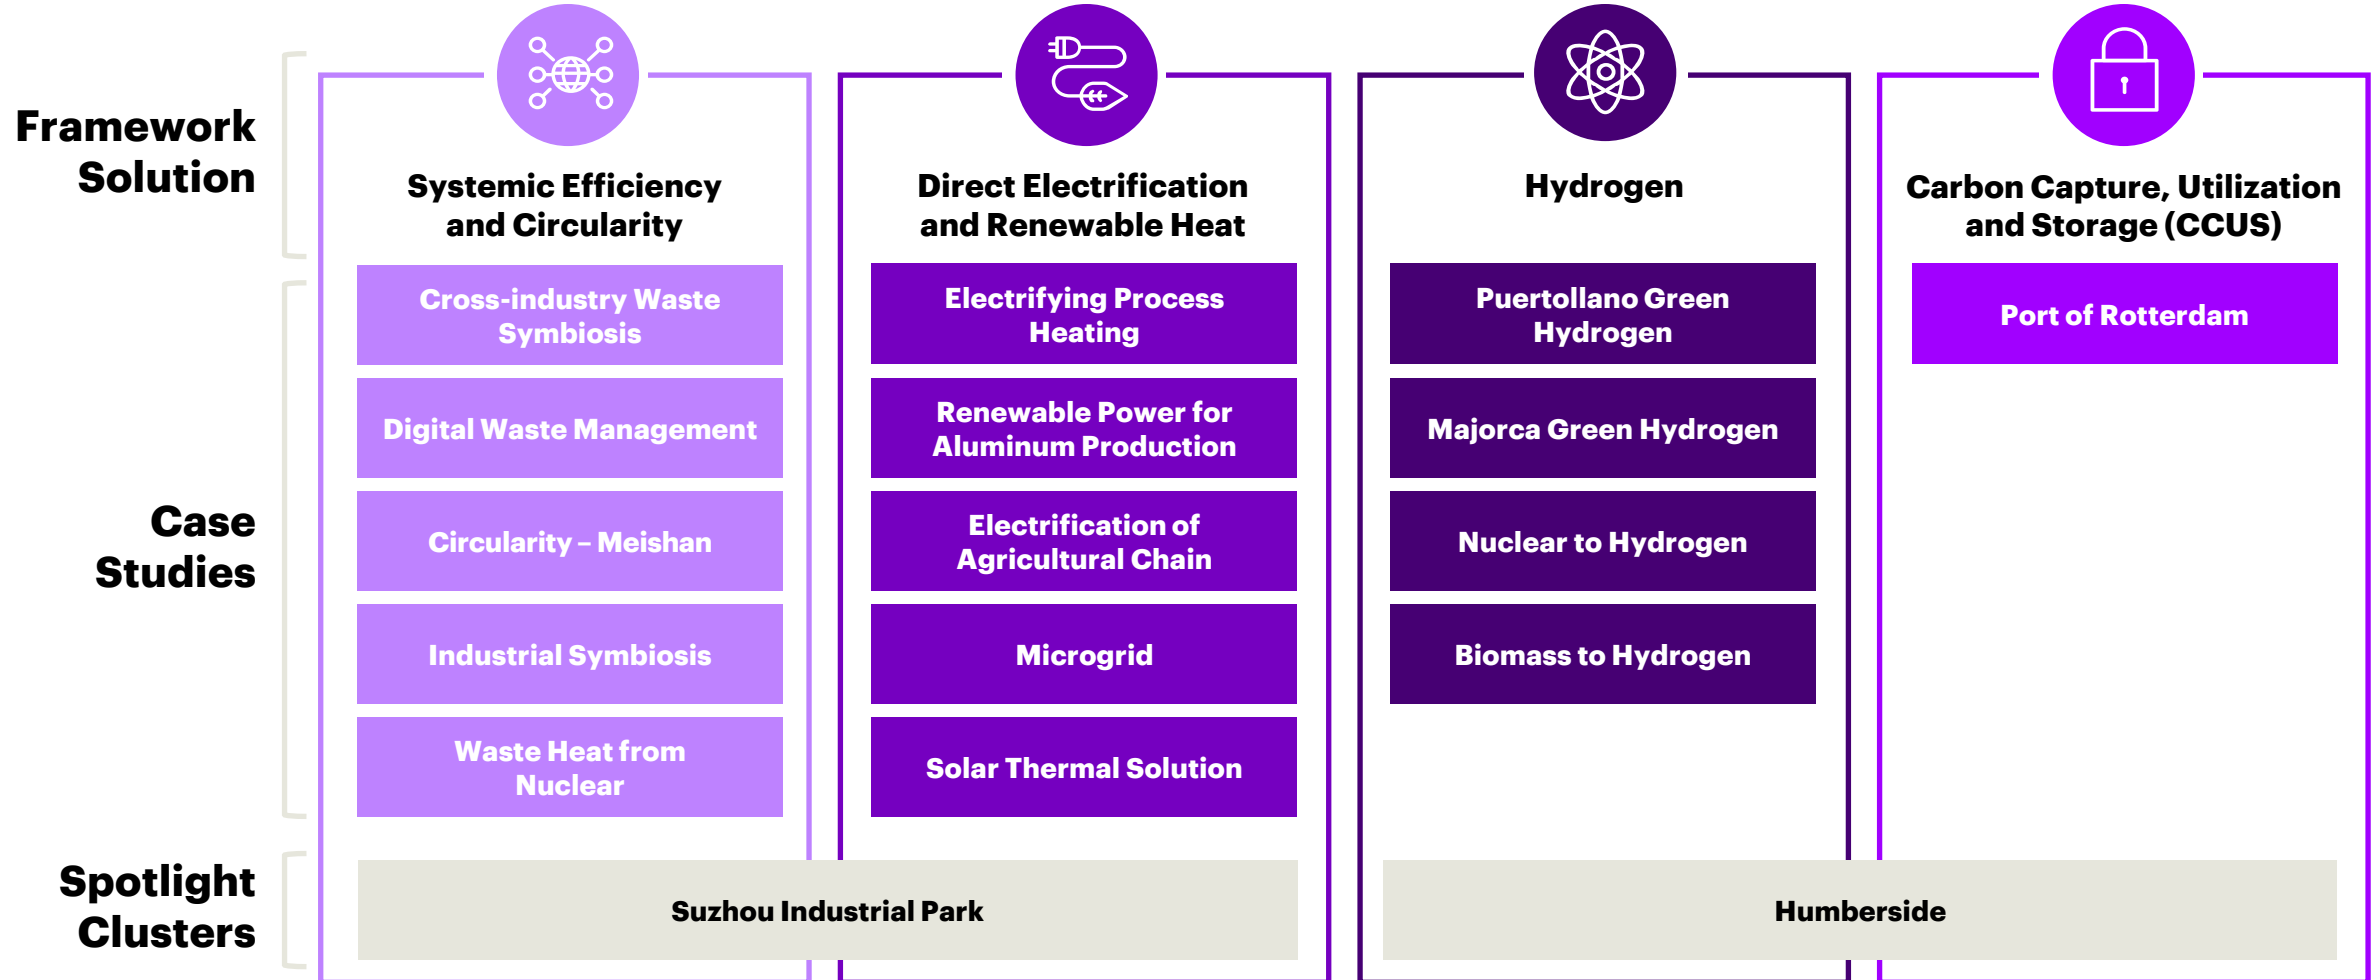 Framework
Solution
Systemic Efficiency
and Circularity
Direct Electrification
and Renewable Heat
Hydrogen
Carbon Capture, Utilization
and Storage (CCUS)
Case
Studies
Cross-industry Waste
Symbiosis
Digital Waste Management
Circularity – Meishan
Industrial Symbiosis
Waste Heat from
Nuclear
Electrifying Process
Heating
Renewable Power for
Aluminum Production
Electrification of
Agricultural Chain
Microgrid
Solar Thermal Solution
Puertollano Green
Hydrogen
Majorca Green Hydrogen
Nuclear to Hydrogen
Biomass to Hydrogen
Port of Rotterdam
Spotlight
Clusters
Suzhou Industrial Park
Humberside